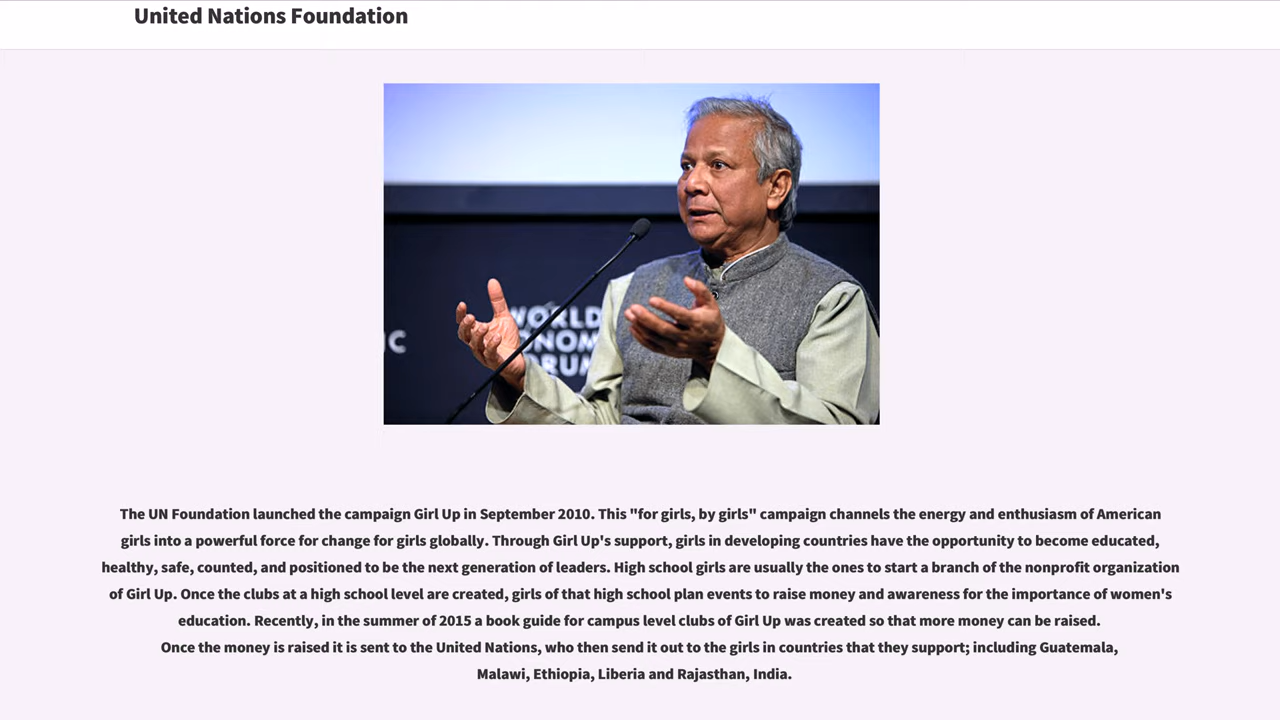 United Nations Foundation
IC
WORLD
ECONOMIC
FORUM
The UN Foundation launched the campaign Girl Up in September 2010. This "for girls, by girls" campaign channels the energy and enthusiasm of American
girls into a powerful force for change for girls globally. Through Girl Up's support, girls in developing countries have the opportunity to become educated,
healthy, safe, counted, and positioned to be the next generation of leaders. High school girls are usually the ones to start a branch of the nonprofit organization
of Girl Up. Once the clubs at a high school level are created, girls of that high school plan events to raise money and awareness for the importance of women's
education. Recently, in the summer of 2015 a book guide for campus level clubs of Girl Up was created so that more money can be raised.
Once the money is raised it is sent to the United Nations, who then send it out to the girls in countries that they support; including Guatemala,
Malawi, Ethiopia, Liberia and Rajasthan, India.